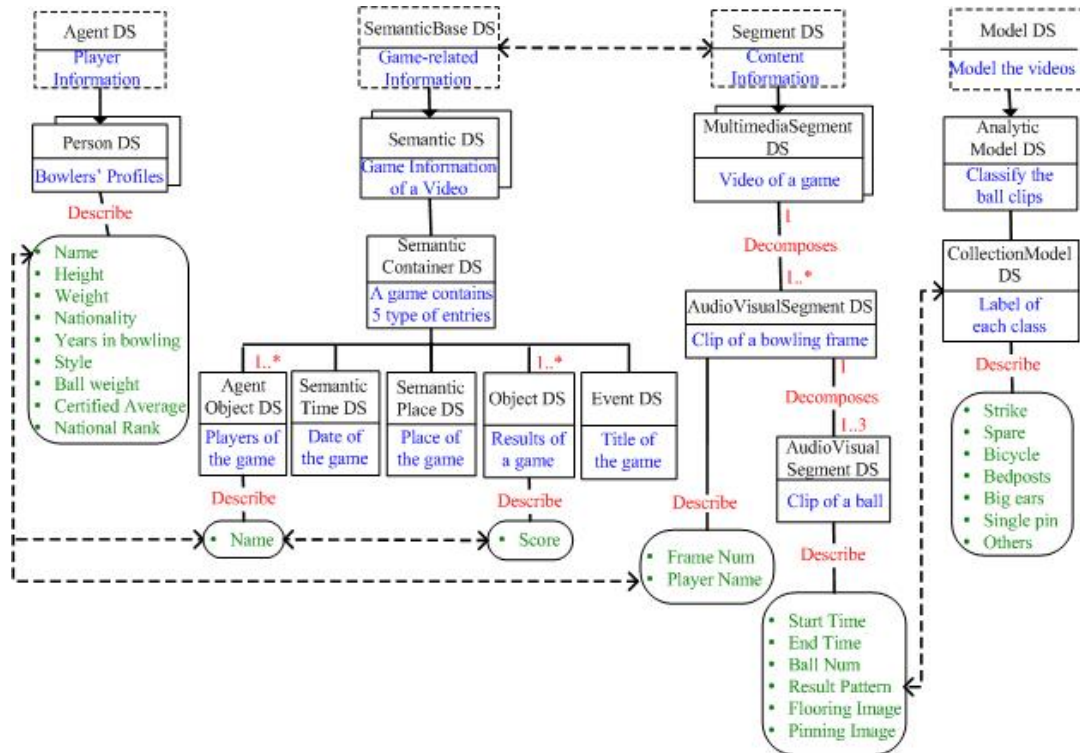 Agent DS
Player
Information
SemanticBase DS
Game-related
Information
Segment DS
Content
Information
Model DS
Model the videos
Person DS
Bowlers' Profiles
Semantic DS
Game Information
of a Video
MultimediaSegment
DS
Video of a game
Analytic
Model DS
Classify the
ball clips
Describe
• Name
• Height
• Weight
• Nationality
• Years in bowling
• Style
• Ball weight
• Certified Average
• National Rank
Semantic
Container DS
A game contains
5 type of entries
1..*
Agent
Object DS
Players of
the game
Semantic
Time DS
Date of
the game
Semantic
Place DS
Place of
the game
1..*
Object DS
Results of
a game
Event DS
Title of
the game
Describe
• Name
Describe
• Score
1
Decomposes
1..*
AudioVisualSegment DS
Clip of a bowling frame
Describe
• Frame Num
• Player Name
1
Decomposes
1..3
AudioVisual
Segment DS
Clip of a ball
Describe
• Start Time
• End Time
• Ball Num
• Result Pattern
• Flooring Image
• Pinning Image
CollectionModel
DS
Label of
each class
Describe
• Strike
• Spare
• Bicycle
• Bedposts
• Big ears
• Single pin
• Others